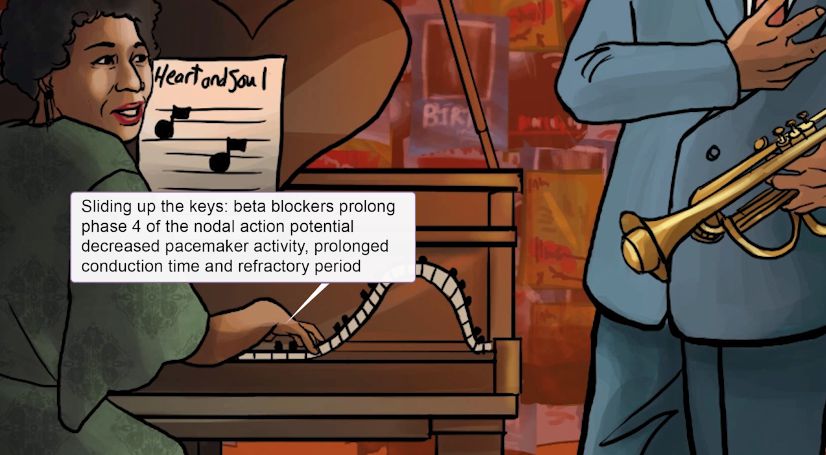 Heart and Soul
BIR
Sliding up the keys: beta blockers prolong
phase 4 of the nodal action potential
decreased pacemaker activity, prolonged
conduction time and refractory period